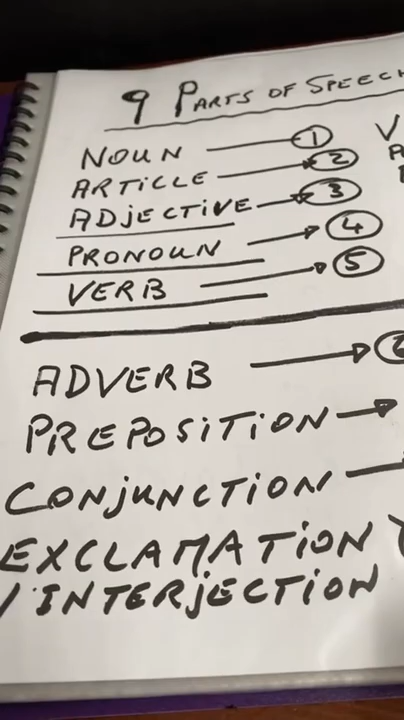 9 PARTS OF SPEECH
NOUN 1
ARTiCLE 2
ADjECTiVE 3
PRONOUN 4
VERB 5
ADVERB
PREPOSiTiON
CONjUNCTiON
EXCLAMATiON
/ iNTERjECTiON